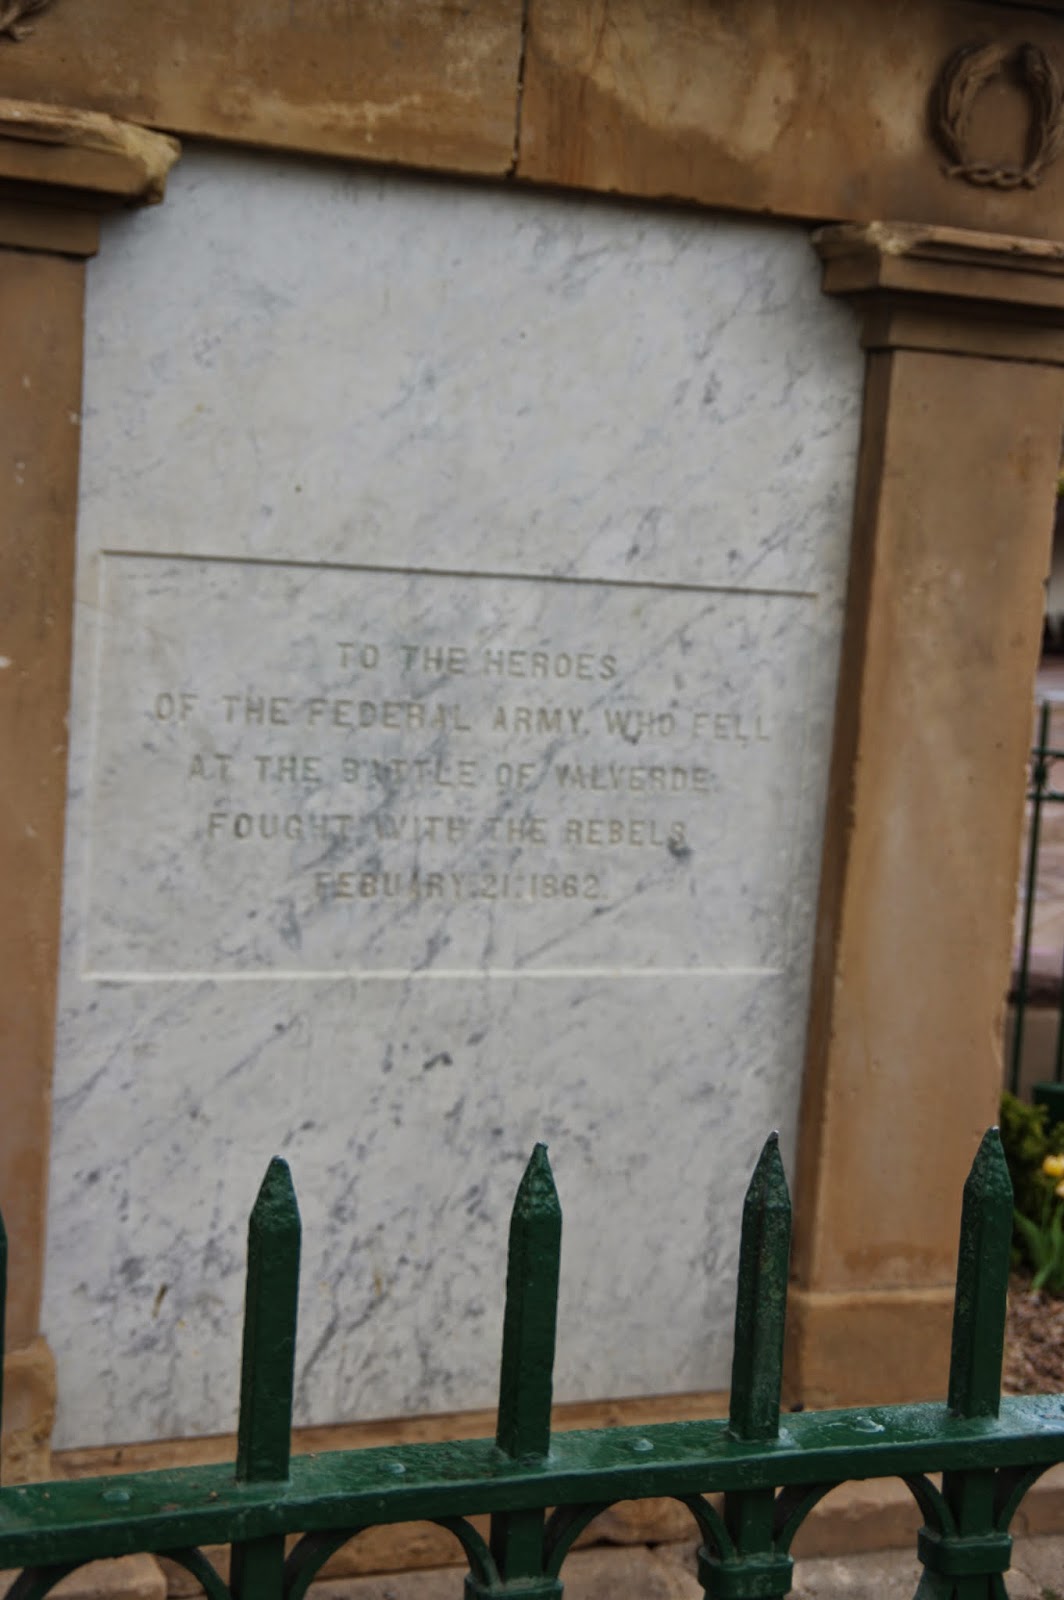 TO THE HEROES
OF THE FEDERAL ARMY, WHO FELL
AT THE BATTLE OF VALVERDE
FOUGHT WITH THE REBELS
FEBUARY 21, 1862.